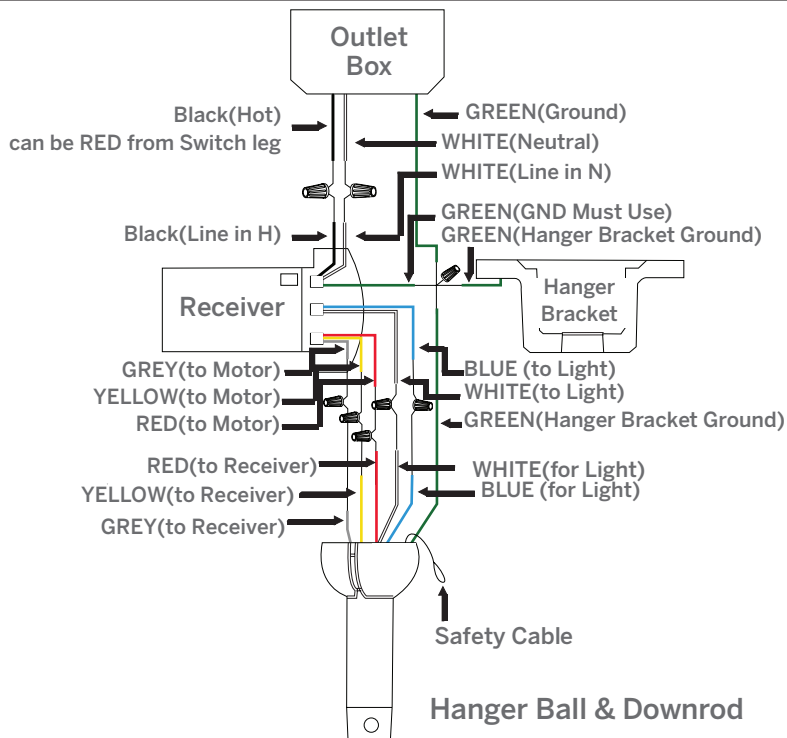 Outlet
Box
Black(Hot)
can be RED from Switch leg
GREEN(Ground)
WHITE(Neutral)
WHITE(Line in N)
GREEN(GND Must Use)
Black(Line in H)
GREEN(Hanger Bracket Ground)
Receiver
Hanger
Bracket
GREY(to Motor)
YELLOW(to Motor)
RED(to Motor)
BLUE (to Light)
WHITE(to Light)
GREEN(Hanger Bracket Ground)
RED(to Receiver)
YELLOW(to Receiver)
GREY(to Receiver)
WHITE(for Light)
BLUE (for Light)
Safety Cable
Hanger Ball & Downrod